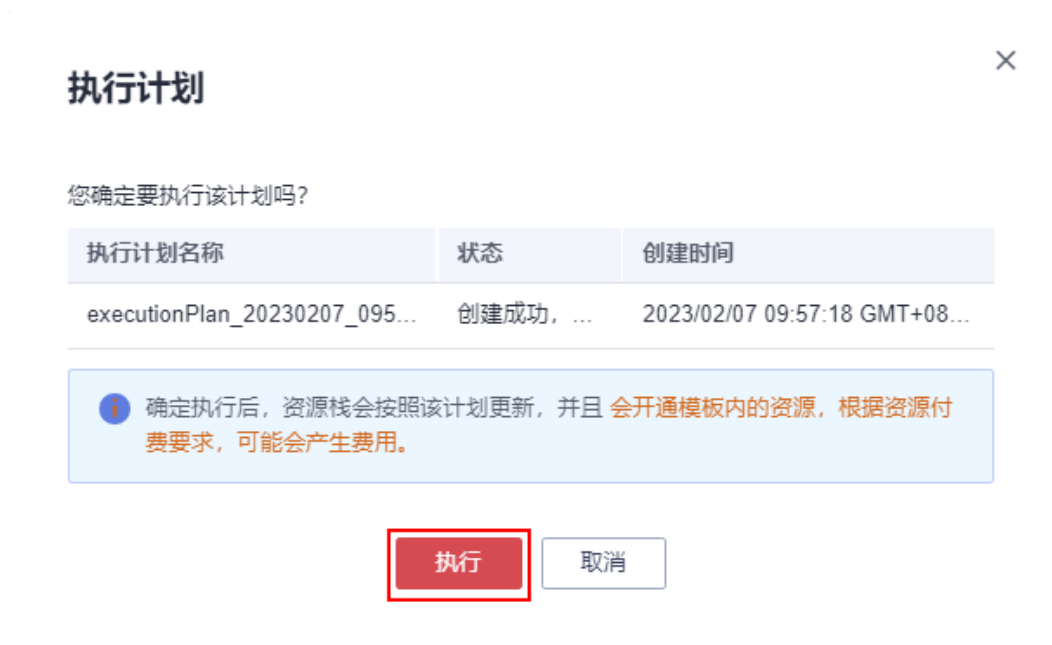 执行计划
您确定要执行该计划吗?
执行计划名称 状态 创建时间
executionPlan_20230207_095... 创建成功, ... 2023/02/07 09:57:18 GMT+08...
确定执行后，资源栈会按照该计划更新，并且 会开通模板内的资源，根据资源付
费要求，可能会产生费用。
执行 取消